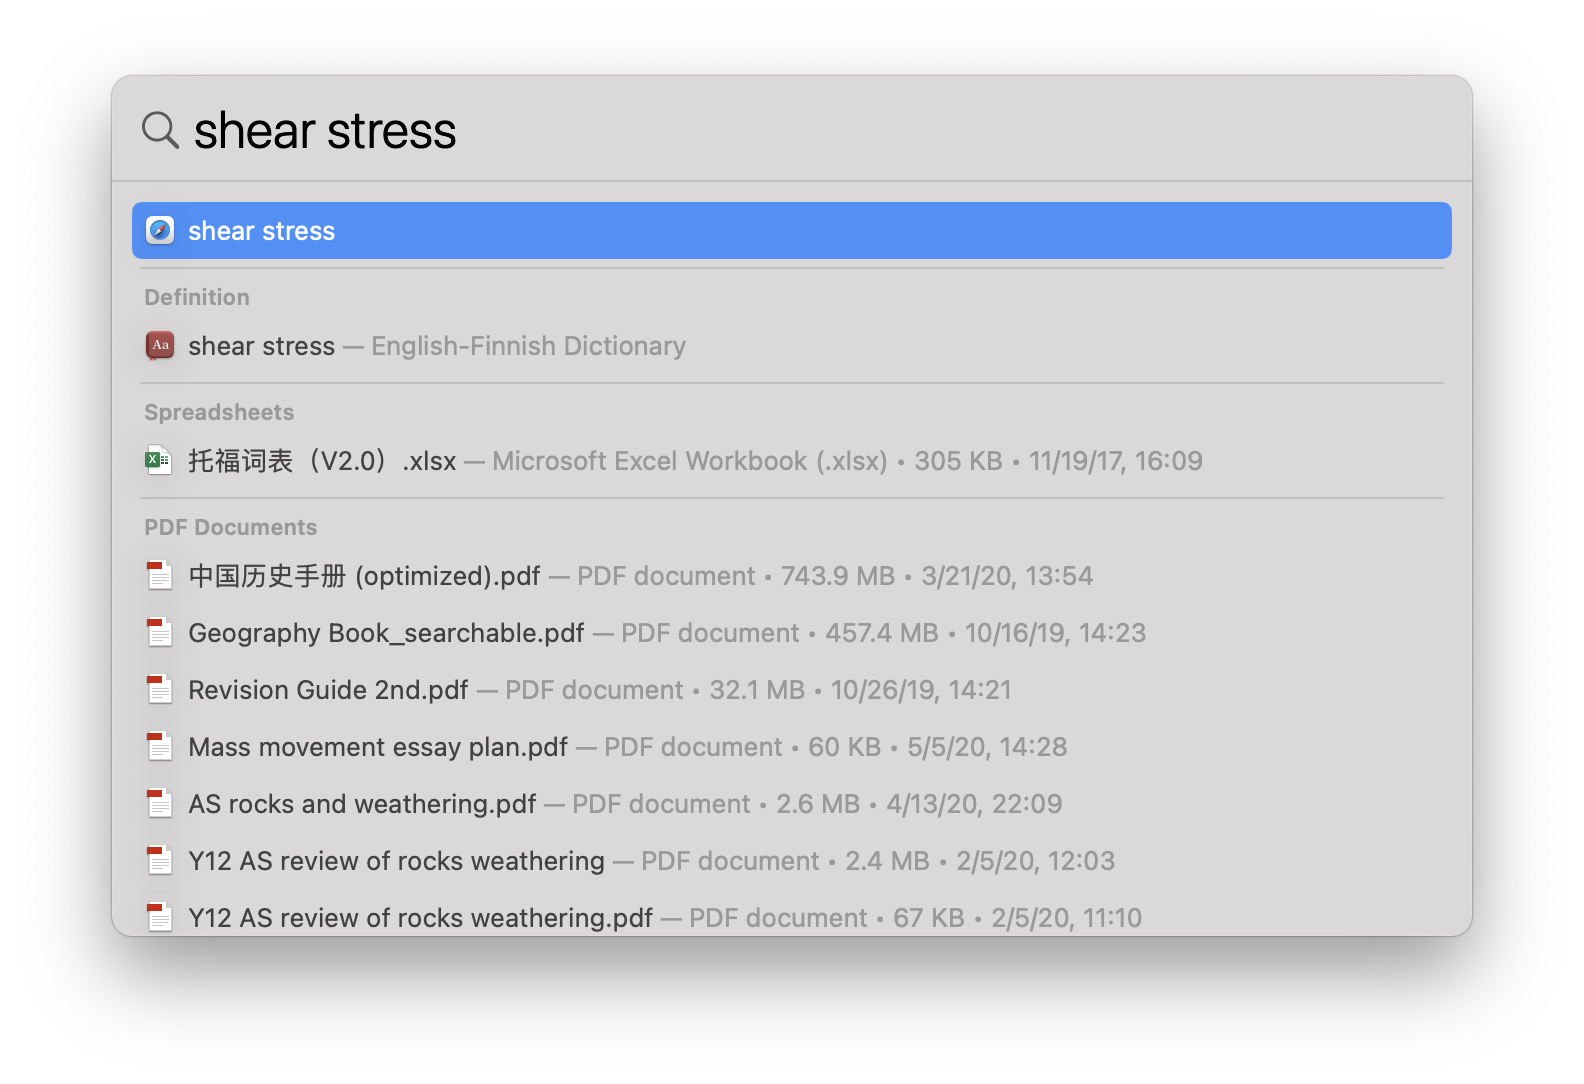 shear stress
shear stress
Definition
Aa shear stress — English-Finnish Dictionary
Spreadsheets
X 托福词表（V2.0）.xlsx — Microsoft Excel Workbook (.xlsx) • 305 KB • 11/19/17, 16:09
PDF Documents
中国历史手册 (optimized).pdf — PDF document • 743.9 MB • 3/21/20, 13:54
Geography Book_searchable.pdf — PDF document • 457.4 MB • 10/16/19, 14:23
Revision Guide 2nd.pdf — PDF document • 32.1 MB • 10/26/19, 14:21
Mass movement essay plan.pdf — PDF document • 60 KB • 5/5/20, 14:28
AS rocks and weathering.pdf — PDF document • 2.6 MB • 4/13/20, 22:09
Y12 AS review of rocks weathering — PDF document • 2.4 MB • 2/5/20, 12:03
Y12 AS review of rocks weathering.pdf — PDF document • 67 KB • 2/5/20, 11:10